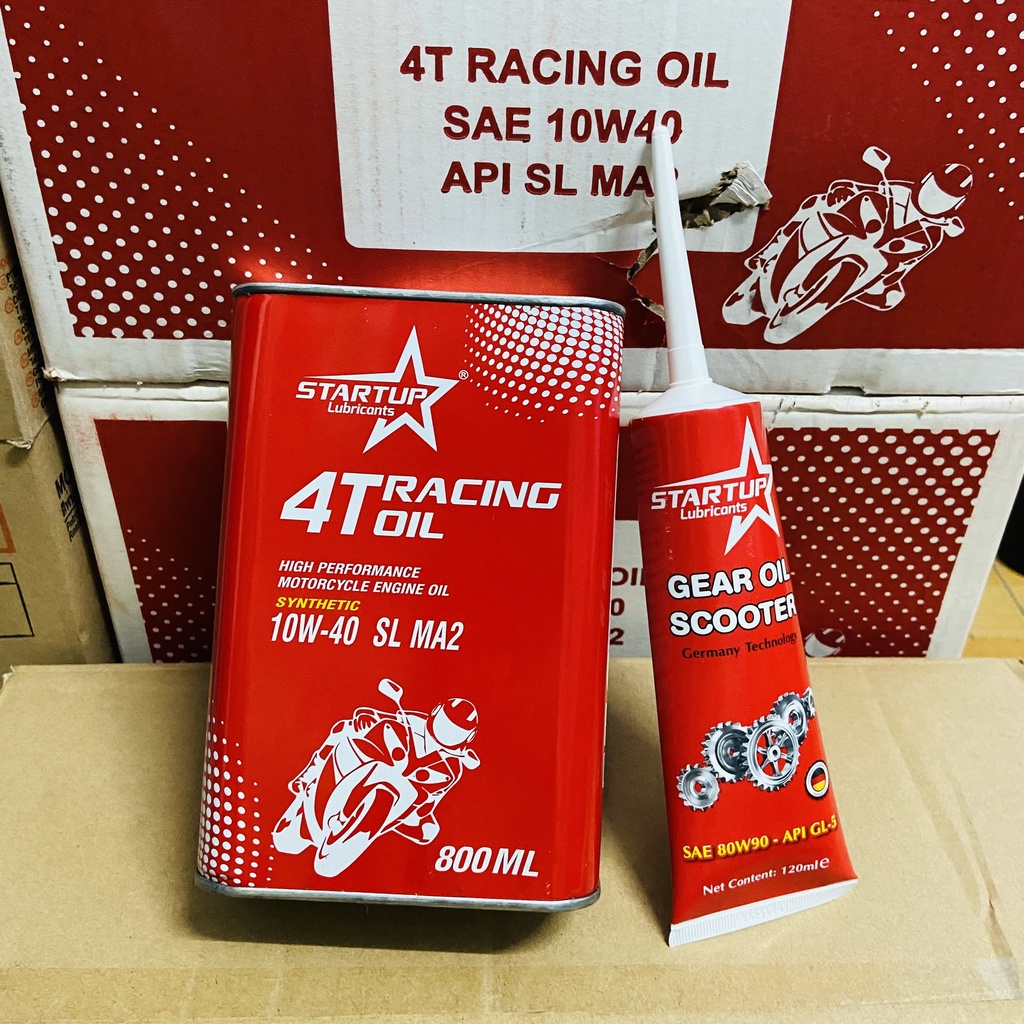 4T RACING OIL
SAE 10W40
API SL MA2
STARTUP ®
Lubricants
4T RACING
OIL
HIGH PERFORMANCE
MOTORCYCLE ENGINE OIL
SYNTHETIC
10W-40 SL MA2
800ML
STARTUP
Lubricants
GEAR OIL
SCOOTER
Germany Technology
SAE 80W90 - API GL-5
Net Content: 120ml e